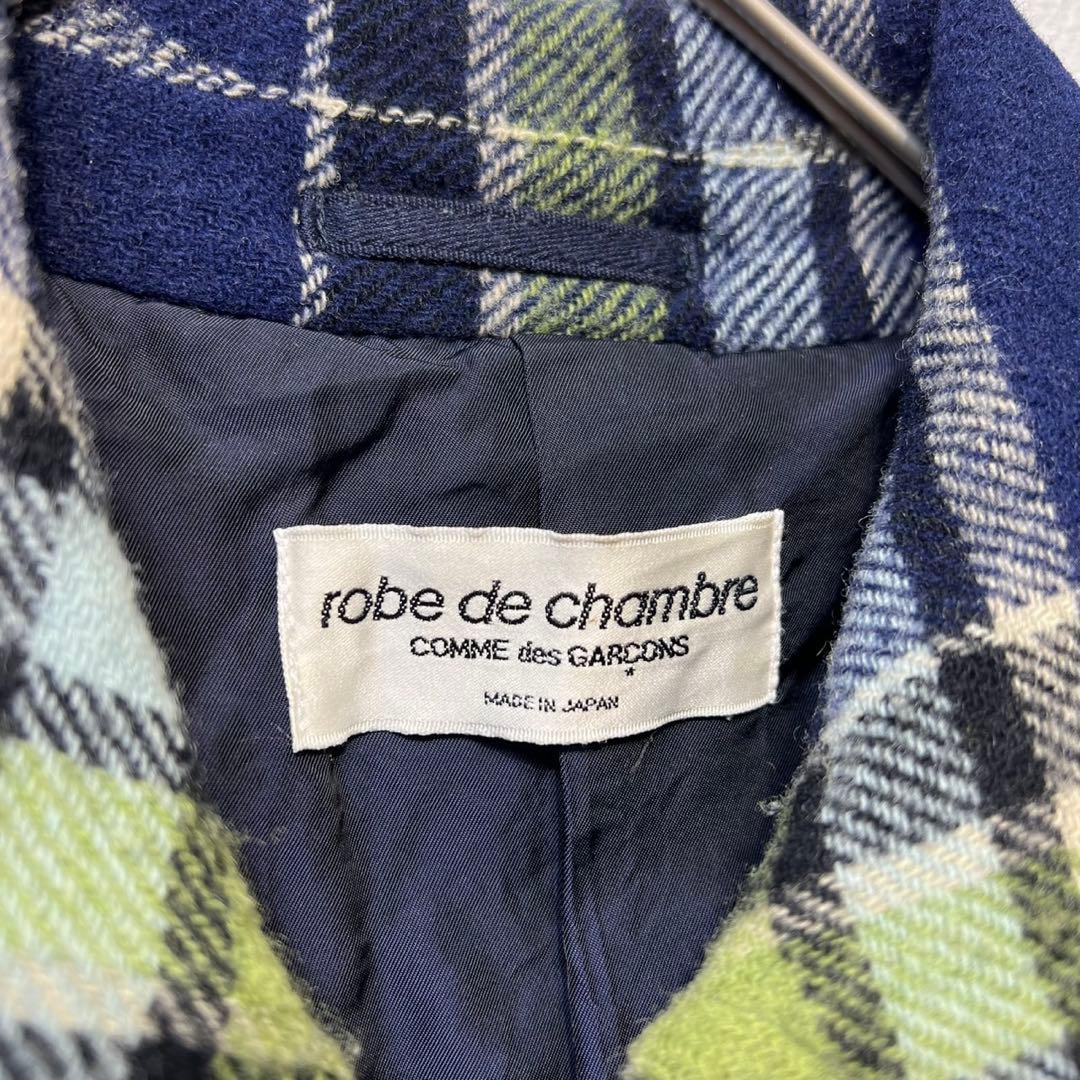 robe de chambre
COMME des GARÇONS
*
MADE IN JAPAN